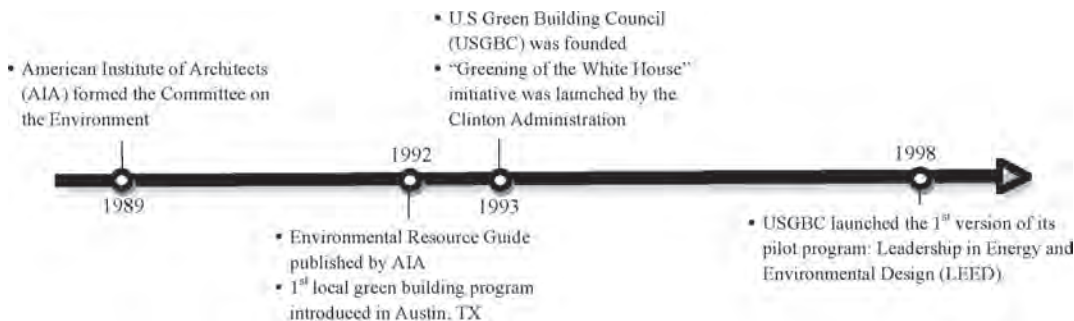 • U.S Green Building Council
(USGBC) was founded
• “Greening of the White House”
initiative was launched by the
Clinton Administration
• American Institute of Architects
(AIA) formed the Committee on
the Environment
1992
1998
1989
1993
• Environmental Resource Guide
published by AIA
• 1st local green building program
introduced in Austin, TX
• USGBC launched the 1st version of its
pilot program: Leadership in Energy and
Environmental Design (LEED)